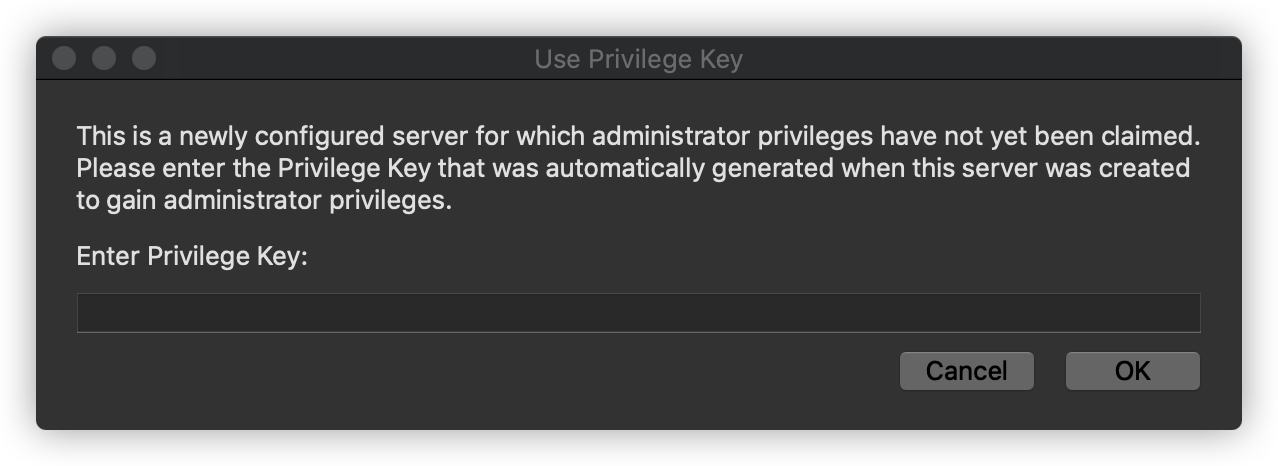 Use Privilege Key
This is a newly configured server for which administrator privileges have not yet been claimed.
Please enter the Privilege Key that was automatically generated when this server was created
to gain administrator privileges.
Enter Privilege Key:
Cancel OK